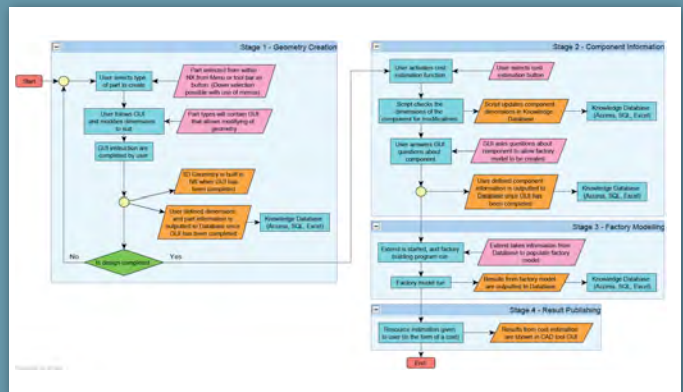 Stage 1 - Geometry Creation
Start
User selects type
of part to create
Part selected from within
NX from Menu or tool bar as
button. (Down selection
possible with use of menus)
User follows GUI
and modifies dimensions
to suit
Part types will contain GUI
that allows modifying of
geometry
GUI interaction are
completed by user
3D Geometry is built in
NX when GUI has
been completed
User defined dimensions
and part information is
outputted to Database once
GUI has been completed
Knowledge Database
(Access, SQL, Excel)
No
Is design completed
Yes
Stage 2 - Component Information
User activates cost
estimation function
User selects cost
estimation button
Script checks the
dimensions of the
component for modifications
Script updates component
dimensions in Knowledge
Database
Knowledge Database
(Access, SQL, Excel)
User answers GUI
questions about
component
GUI asks questions about
component to allow factory
model to be created
User defined component
information is outputted to
Database once GUI has
been completed
Knowledge Database
(Access, SQL, Excel)
Stage 3 - Factory Modelling
Extend is started, and factory
building program run
Extend takes information from
Database to populate factory
model
Factory model run
Results from factory model
are outputted to Database
Knowledge Database
(Access, SQL, Excel)
Stage 4 - Result Publishing
Resource estimation given
to user (in the form of a cost)
Results from cost estimation
are shown in CAD tool GUI
End